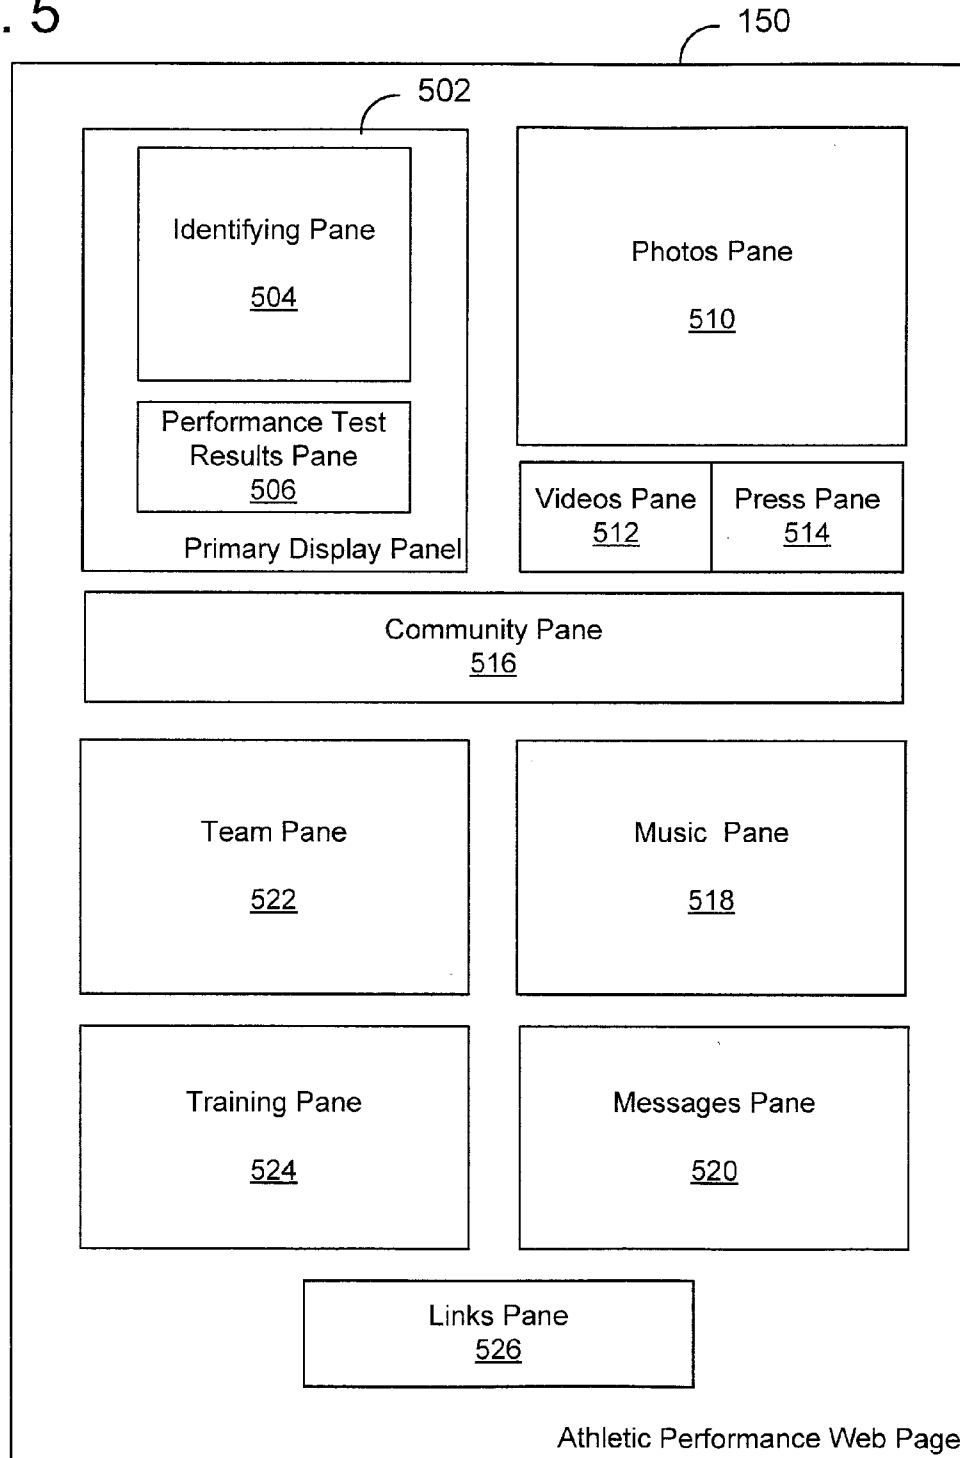 . 5
150
502
Identifying Pane
504
Performance Test
Results Pane
506
Primary Display Panel
Photos Pane
510
Videos Pane
512
Press Pane
514
Community Pane
516
Team Pane
522
Music Pane
518
Training Pane
524
Messages Pane
520
Links Pane
526
Athletic Performance Web Page